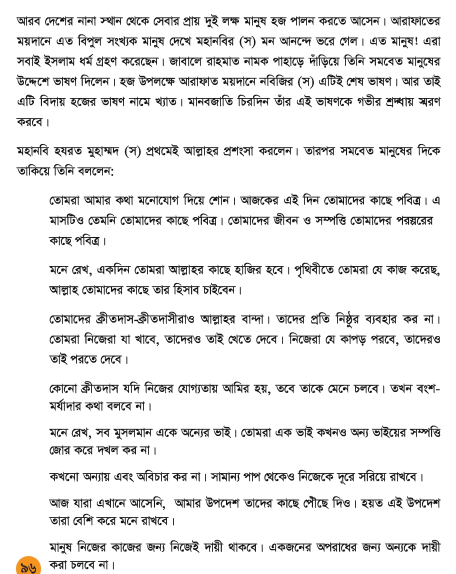 আরব দেশের নানা স্থান থেকে সেবার প্রায় দুই লক্ষ মানুষ হজ পালন করতে আসেন। আরাফাতের
ময়দানে এত বিপুল সংখ্যক মানুষ দেখে মহানবির (স) মন আনন্দে ভরে গেল। এত মানুষ! এরা
সবাই ইসলাম ধর্ম গ্রহণ করেছেন। জাবালে রাহমাত নামক পাহাড়ে দাঁড়িয়ে তিনি সমবেত মানুষের
উদ্দেশে ভাষণ দিলেন। হজ উপলক্ষে আরাফাত ময়দানে নবিজির (স) এটিই শেষ ভাষণ। আর তাই
এটি বিদায় হজের ভাষণ নামে খ্যাত। মানবজাতি চিরদিন তাঁর এই ভাষণকে গভীর শ্রদ্ধায় স্মরণ
করবে।
মহানবি হযরত মুহাম্মদ (স) প্রথমেই আল্লাহর প্রশংসা করলেন। তারপর সমবেত মানুষের দিকে
তাকিয়ে তিনি বললেন:
তোমরা আমার কথা মনোযোগ দিয়ে শোন। আজকের এই দিন তোমাদের কাছে পবিত্র। এ
মাসটিও তেমনি তোমাদের কাছে পবিত্র। তোমাদের জীবন ও সম্পত্তি তোমাদের পরস্পরের
কাছে পবিত্র।
মনে রেখ, একদিন তোমরা আল্লাহর কাছে হাজির হবে। পৃথিবীতে তোমরা যে কাজ করেছ,
আল্লাহ তোমাদের কাছে তার হিসাব চাইবেন।
তোমাদের ক্রীতদাস-ক্রীতদাসীরাও আল্লাহর বান্দা। তাদের প্রতি নিষ্ঠুর ব্যবহার কর না।
তোমরা নিজেরা যা খাবে, তাদেরও তাই খেতে দেবে। নিজেরা যে কাপড় পরবে, তাদেরও
তাই পরতে দেবে।
কোনো ক্রীতদাস যদি নিজের যোগ্যতায় আমির হয়, তবে তাকে মেনে চলবে। তখন বংশ-
মর্যাদার কথা বলবে না।
মনে রেখ, সব মুসলমান একে অন্যের ভাই। তোমরা এক ভাই কখনও অন্য ভাইয়ের সম্পত্তি
জোর করে দখল কর না।
কখনো অন্যায় এবং অবিচার কর না। সামান্য পাপ থেকেও নিজেকে দূরে সরিয়ে রাখবে।
আজ যারা এখানে আসেনি, আমার উপদেশ তাদের কাছে পৌঁছে দিও। হয়ত এই উপদেশ
তারা বেশি করে মনে রাখবে।
মানুষ নিজের কাজের জন্য নিজেই দায়ী থাকবে। একজনের অপরাধের জন্য অন্যকে দায়ী
করা চলবে না।
৯৬